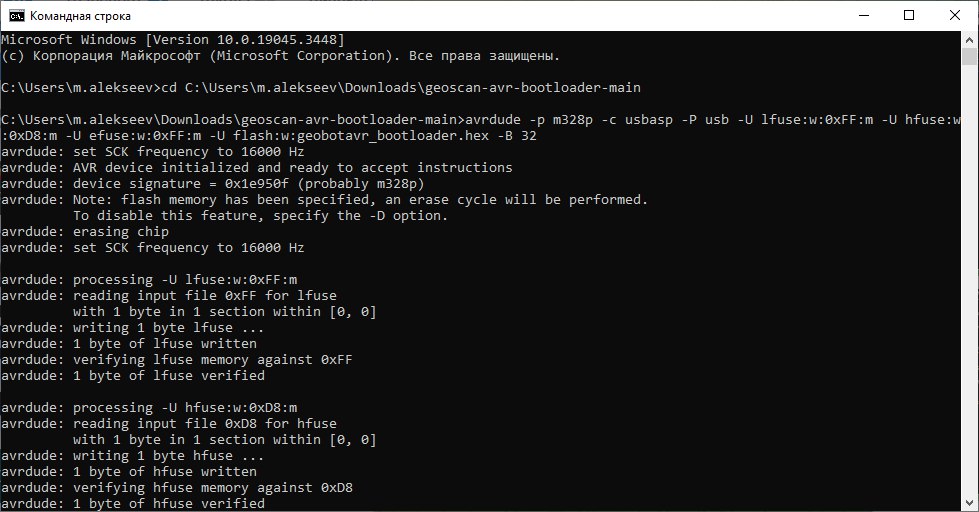 Командная строка
Microsoft Windows [Version 10.0.19045.3448]
(c) Корпорация Майкрософт (Microsoft Corporation). Все права защищены.
C:\Users\m.alekseev>cd C:\Users\m.alekseev\Downloads\geoscan-avr-bootloader-main
C:\Users\m.alekseev\Downloads\geoscan-avr-bootloader-main>avrdude -p m328p -c usbasp -P usb -U lfuse:w:0xFF:m -U hfuse:w
:0xD8:m -U efuse:w:0xFF:m -U flash:w:geobotavr_bootloader.hex -B 32
avrdude: set SCK frequency to 16000 Hz
avrdude: AVR device initialized and ready to accept instructions
avrdude: device signature = 0x1e950f (probably m328p)
avrdude: Note: flash memory has been specified, an erase cycle will be performed.
To disable this feature, specify the -D option.
avrdude: erasing chip
avrdude: set SCK frequency to 16000 Hz
avrdude: processing -U lfuse:w:0xFF:m
avrdude: reading input file 0xFF for lfuse
with 1 byte in 1 section within [0, 0]
avrdude: writing 1 byte lfuse ...
avrdude: 1 byte of lfuse written
avrdude: verifying lfuse memory against 0xFF
avrdude: 1 byte of lfuse verified
avrdude: processing -U hfuse:w:0xD8:m
avrdude: reading input file 0xD8 for hfuse
with 1 byte in 1 section within [0, 0]
avrdude: writing 1 byte hfuse ...
avrdude: 1 byte of hfuse written
avrdude: verifying hfuse memory against 0xD8
avrdude: 1 byte of hfuse verified